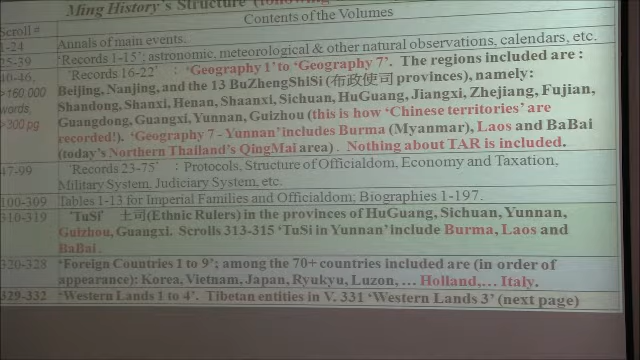 Ming History's Structure (following
Scroll #
Contents of the Volumes
1-24
Annals of main events.
25-39
'Records 1-15'; astronomic, meteorological & other natural observations, calendars, etc.
40-46,
'Records 16-22' : 'Geography 1' to 'Geography 7'. The regions included are :
>160,000
Beijing, Nanjing, and the 13 BuZhengShiSi (布政使司 provinces), namely:
words,
Shandong, Shanxi, Henan, Shaanxi, Sichuan, HuGuang, Jiangxi, Zhejiang, Fujian,
>300 pg
Guangdong, Guangxi, Yunnan, Guizhou (this is how 'Chinese territories' are
recorded!). 'Geography 7 - Yunnan' includes Burma (Myanmar), Laos and BaBai
(today's Northern Thailand's QingMai area). Nothing about TAR is included.
47-99
'Records 23-75' : Protocols, Structure of Officialdom, Economy and Taxation,
Military System, Judiciary System, etc.
100-309
Tables 1-13 for Imperial Families and Officialdom; Biographies 1-197.
310-319
'TuSi' 土司(Ethnic Rulers) in the provinces of HuGuang, Sichuan, Yunnan,
Guizhou, Guangxi. Scrolls 313-315 'TuSi in Yunnan' include Burma, Laos and
BaBai.
320-328
'Foreign Countries 1 to 9'; among the 70+ countries included are (in order of
appearance): Korea, Vietnam, Japan, Ryukyu, Luzon, ... Holland,... Italy.
329-332
'Western Lands 1 to 4'. Tibetan entities in V. 331 'Western Lands 3' (next page)